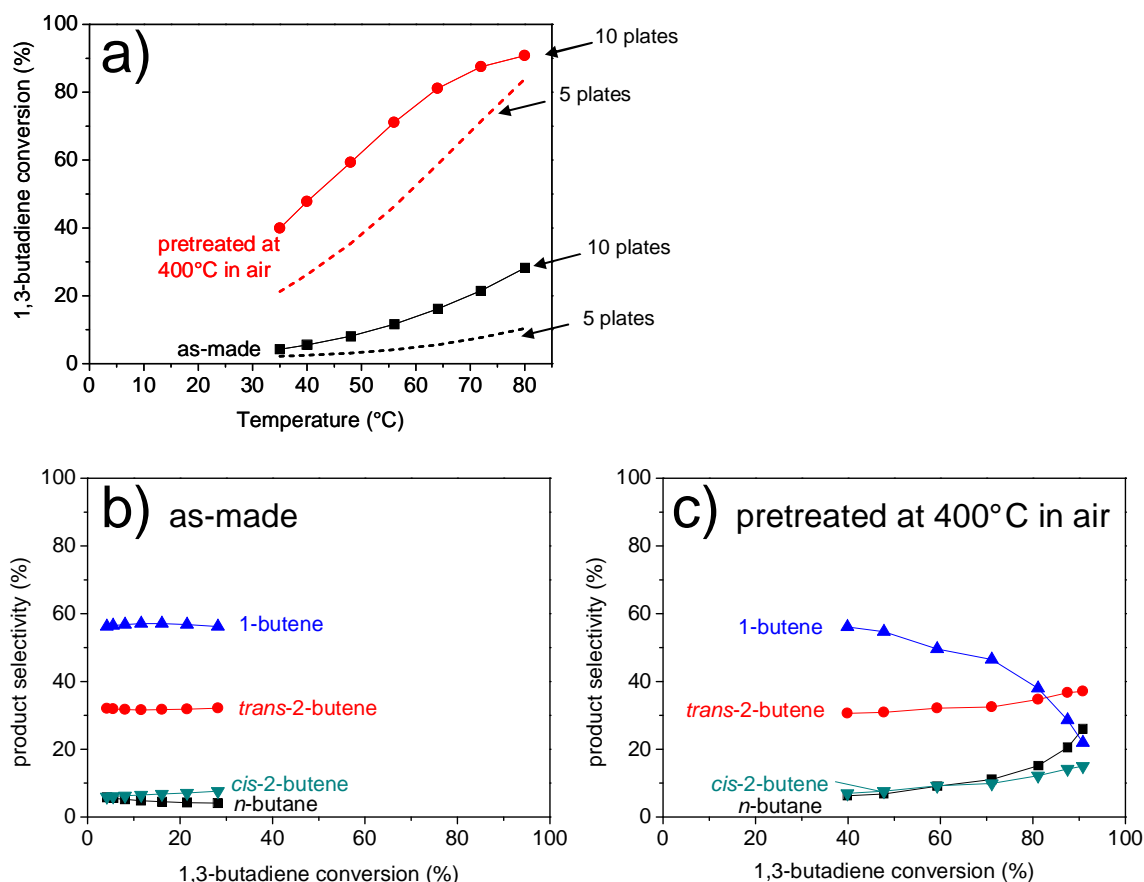 a)
100
80
60
40
20
0
1,3-butadiene conversion (%)
10 plates
5 plates
pretreated at
400°C in air
10 plates
as-made
5 plates
0 10 20 30 40 50 60 70 80
Temperature (°C)
b) as-made
100
80
60
40
20
0
product selectivity (%)
1-butene
trans-2-butene
cis-2-butene
n-butane
0 20 40 60 80 100
1,3-butadiene conversion (%)
c) pretreated at 400°C in air
100
80
60
40
20
0
product selectivity (%)
1-butene
trans-2-butene
cis-2-butene
n-butane
0 20 40 60 80 100
1,3-butadiene conversion (%)